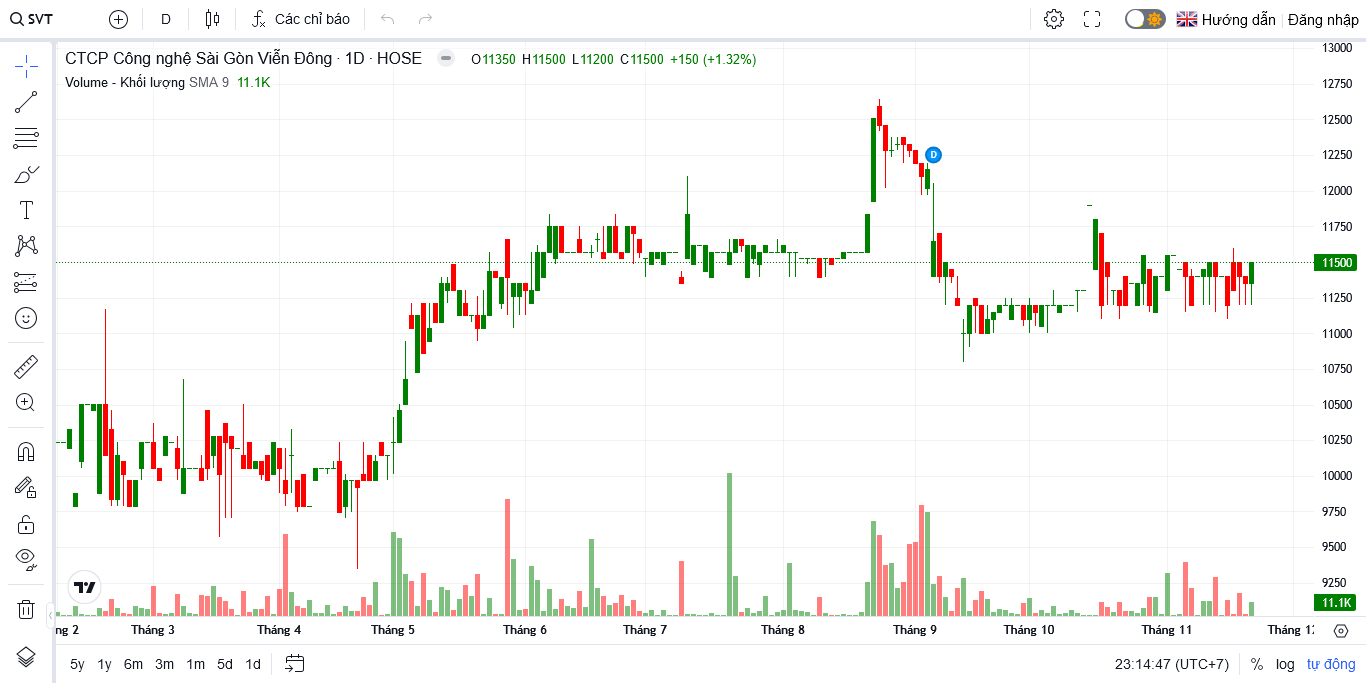 SVT D Các chỉ báo Hướng dẫn Đăng nhập
CTCP Công nghệ Sài Gòn Viễn Đông · 1D · HOSE O11350 H11500 L11200 C11500 +150 (+1.32%)
Volume - Khối lượng SMA 9 11.1K
D
T
13000
12750
12500
12250
12000
11750
11500
11250
11000
10750
10500
10250
10000
9750
9500
9250
11.1K
ng 2 Tháng 3 Tháng 4 Tháng 5 Tháng 6 Tháng 7 Tháng 8 Tháng 9 Tháng 10 Tháng 11 Tháng 12
5y 1y 6m 3m 1m 5d 1d 23:14:47 (UTC+7) % log tự động